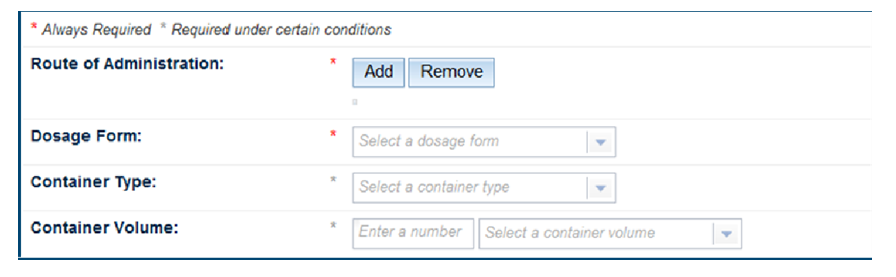 * Always Required * Required under certain conditions
Route of Administration: * Add Remove
Dosage Form: * Select a dosage form
Container Type: * Select a container type
Container Volume: * Enter a number Select a container volume